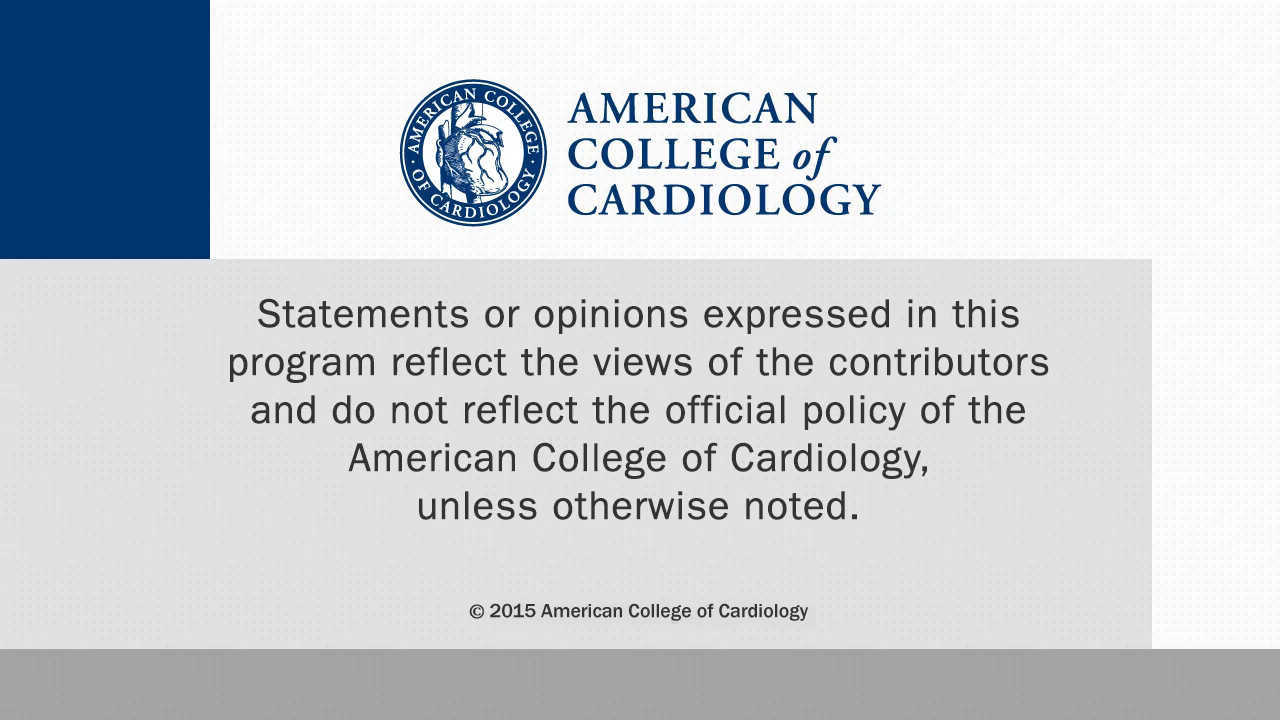 AMERICAN COLLEGE
· OF CARDIOLOGY ·
AMERICAN
COLLEGE of
CARDIOLOGY
Statements or opinions expressed in this
program reflect the views of the contributors
and do not reflect the official policy of the
American College of Cardiology,
unless otherwise noted.
© 2015 American College of Cardiology